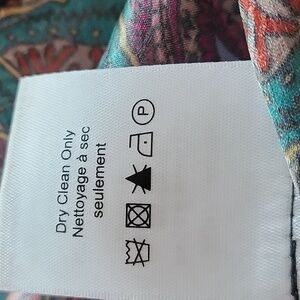 Dry Clean Only
Nettoyage à sec
seulement
P